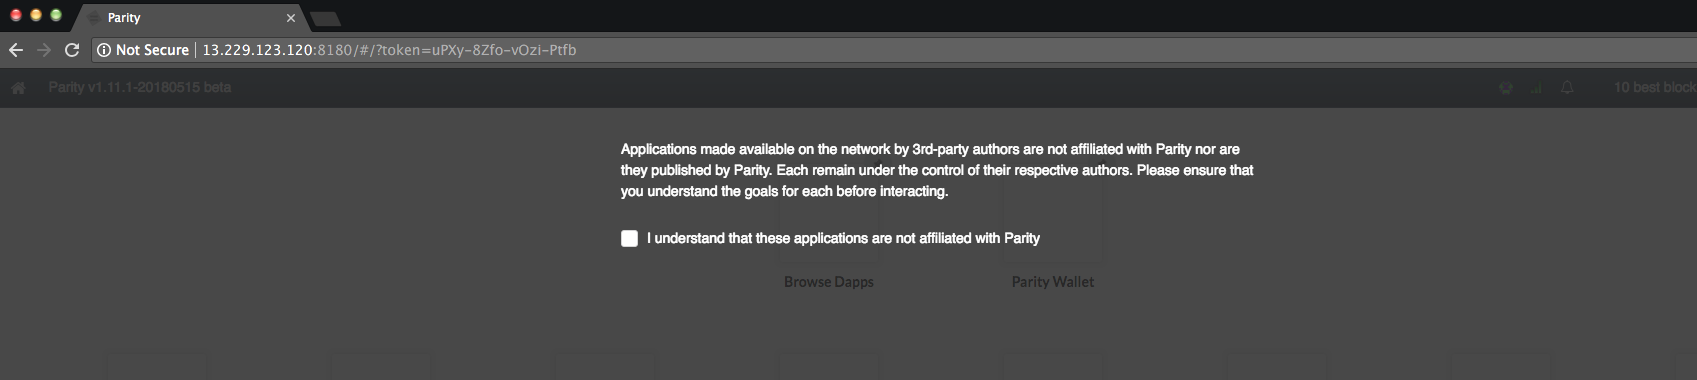 Parity
Not Secure | 13.229.123.120:8180/#/?token=uPXy-8Zfo-vOzi-Ptfb
Parity v1.11.1-20180515 beta
10 best block
Applications made available on the network by 3rd-party authors are not affiliated with Parity nor are
they published by Parity. Each remain under the control of their respective authors. Please ensure that
you understand the goals for each before interacting.
I understand that these applications are not affiliated with Parity
Browse Dapps
Parity Wallet